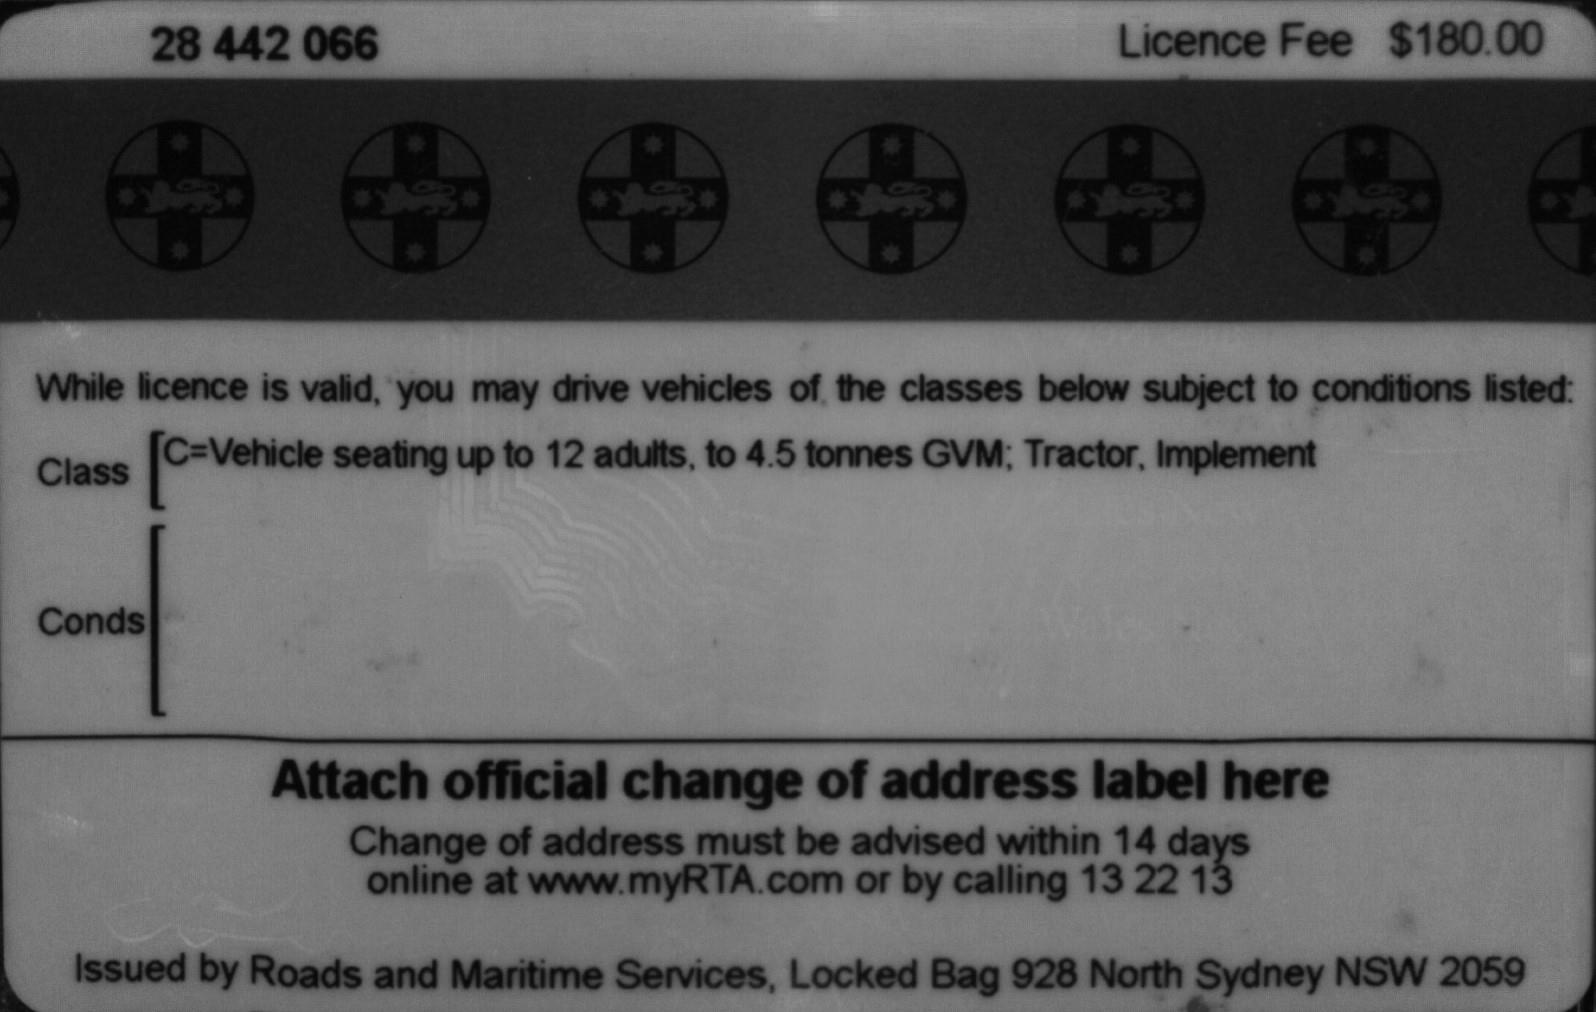 28 442 066 Licence Fee $180.00
While licence is valid, you may drive vehicles of the classes below subject to conditions listed:
Class [C=Vehicle seating up to 12 adults, to 4.5 tonnes GVM; Tractor, Implement
Conds [
Attach official change of address label here
Change of address must be advised within 14 days
online at www.myRTA.com or by calling 13 22 13
Issued by Roads and Maritime Services, Locked Bag 928 North Sydney NSW 2059